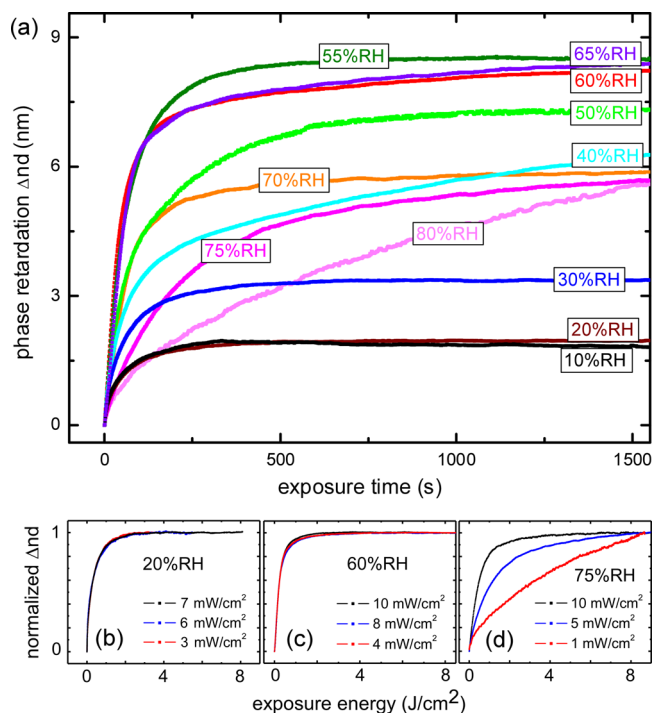 (a)
9
6
3
0
phase retardation Δnd (nm)
55%RH
65%RH
60%RH
50%RH
40%RH
70%RH
75%RH
80%RH
30%RH
20%RH
10%RH
0 500 1000 1500
exposure time (s)
normalized Δnd
1
0
20%RH
7 mW/cm²
6 mW/cm²
3 mW/cm²
(b)
0 4 8
60%RH
10 mW/cm²
8 mW/cm²
4 mW/cm²
(c)
0 4 8
75%RH
10 mW/cm²
5 mW/cm²
1 mW/cm²
(d)
0 4 8
exposure energy (J/cm²)